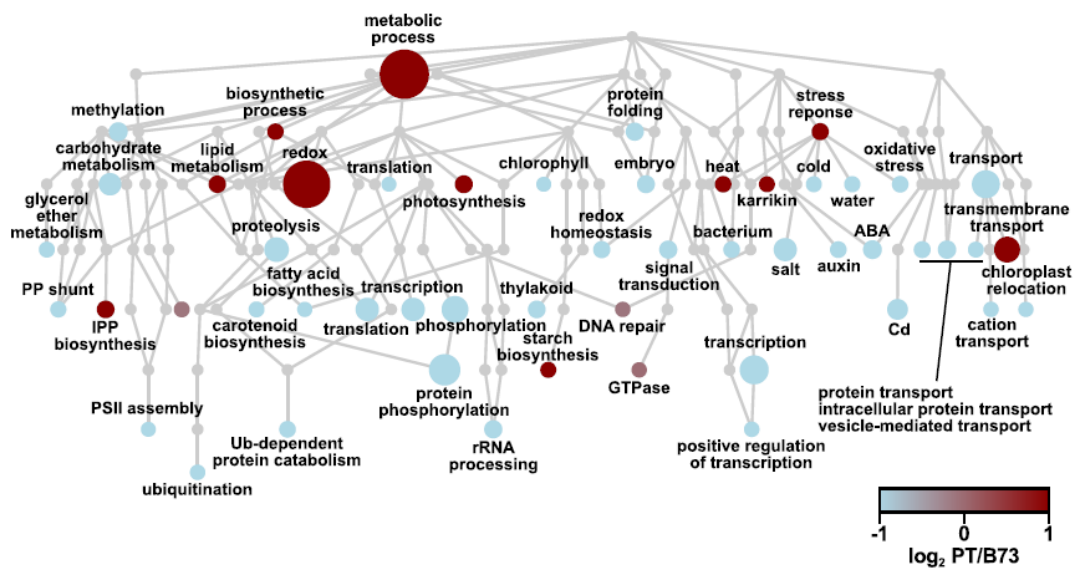 metabolic
process
methylation
biosynthetic
process
protein
folding
stress
reponse
carbohydrate
metabolism
lipid
metabolism
redox
translation
chlorophyll
embryo
heat
cold
oxidative
stress
transport
glycerol
ether
metabolism
photosynthesis
karrikin
water
proteolysis
redox
homeostasis
bacterium
ABA
transmembrane
transport
PP shunt
fatty acid
biosynthesis
transcription
signal
transduction
salt
auxin
chloroplast
relocation
IPP
biosynthesis
carotenoid
biosynthesis
translation
phosphorylation
thylakoid
DNA repair
Cd
cation
transport
starch
biosynthesis
transcription
GTPase
protein
phosphorylation
protein transport
intracellular protein transport
vesicle-mediated transport
PSII assembly
Ub-dependent
protein catabolism
rRNA
processing
positive regulation
of transcription
ubiquitination
-1 0 1
log₂ PT/B73